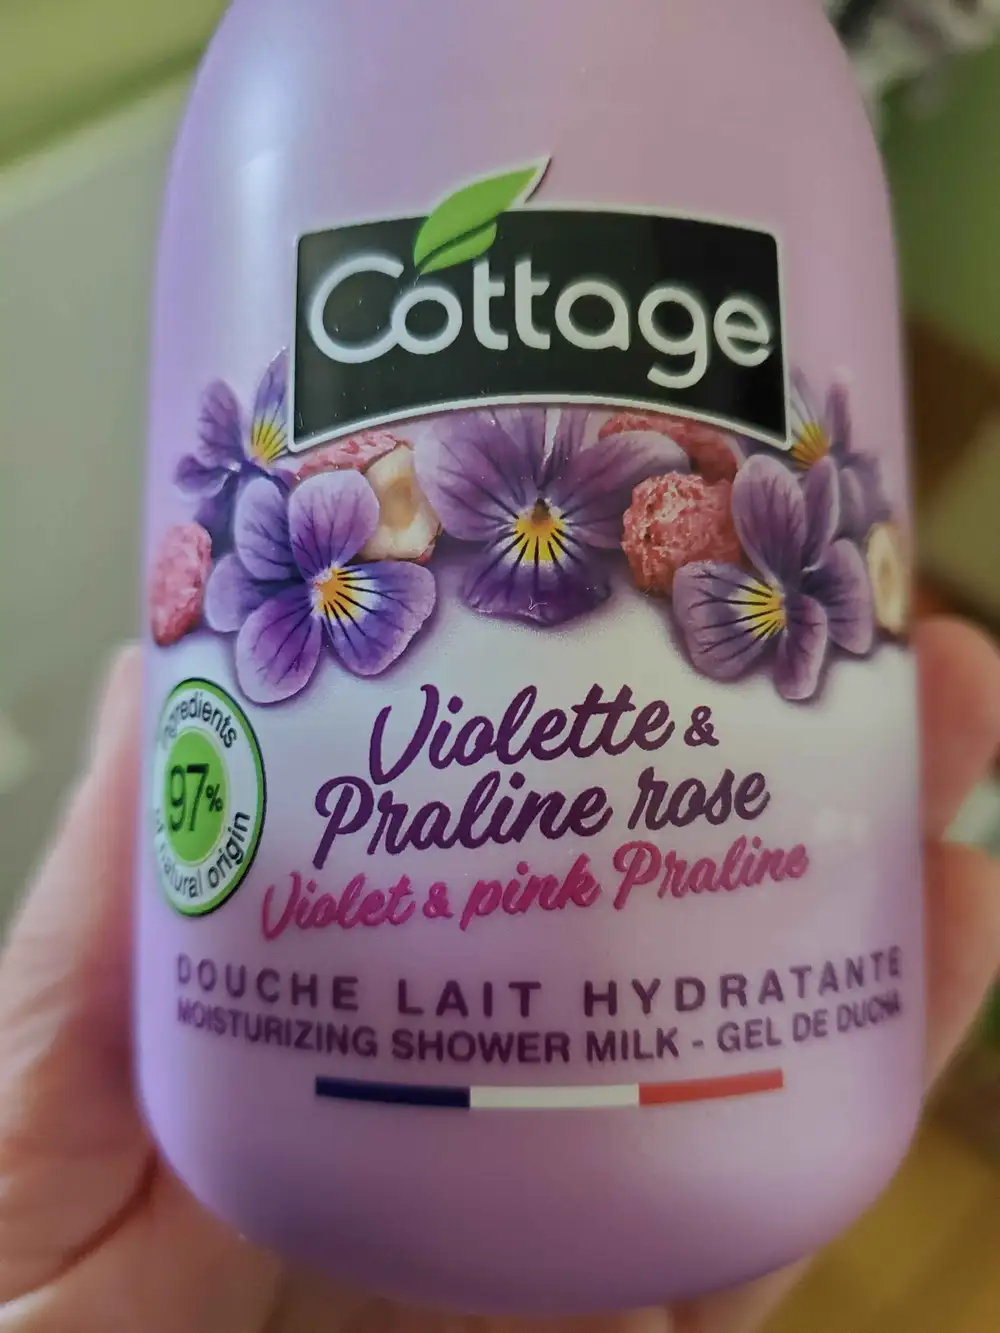 Cottage
Violette &
Praline rose
Violet & pink Praline
ingredients
97%
of natural origin
DOUCHE LAIT HYDRATANTE
MOISTURIZING SHOWER MILK - GEL DE DUCHA